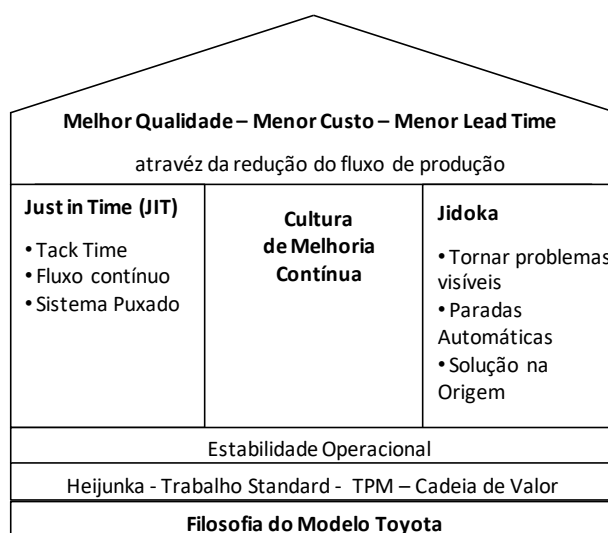 Melhor Qualidade – Menor Custo – Menor Lead Time
atravéz da redução do fluxo de produção
Just in Time (JIT)
• Tack Time
• Fluxo contínuo
• Sistema Puxado
Cultura
de Melhoria
Contínua
Jidoka
• Tornar problemas
visíveis
• Paradas
Automáticas
• Solução na
Origem
Estabilidade Operacional
Heijunka - Trabalho Standard - TPM – Cadeia de Valor
Filosofia do Modelo Toyota